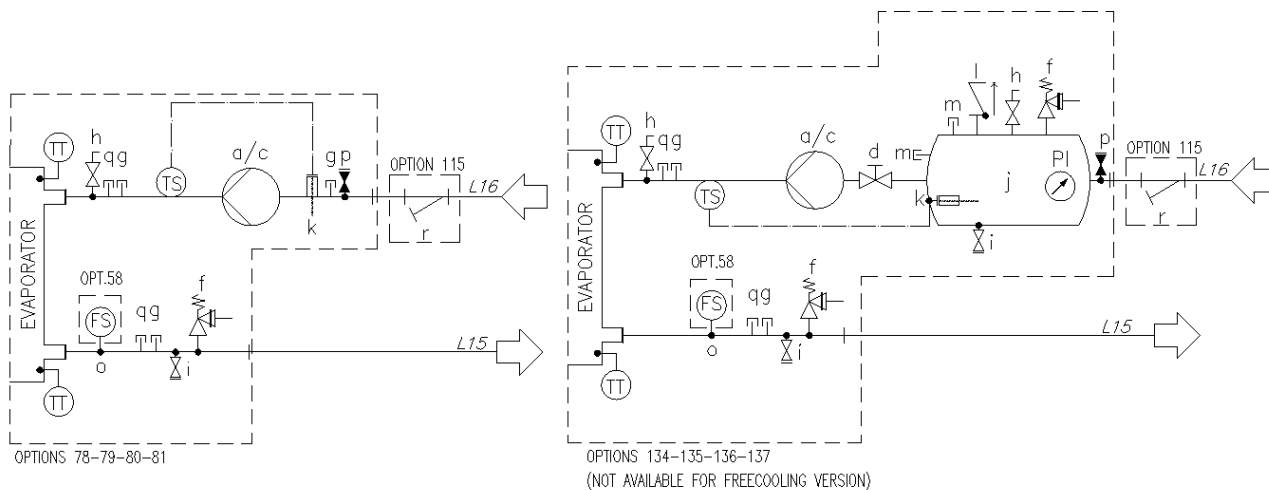 TT
h
qg
a/c
TS
gp
k
OPTION 115
L16
r
EVAPORATOR
OPT.58
FS
o
qg
f
i
L15
TT
OPTIONS 78-79-80-81
TT
h
qg
a/c
TS
d
m
l
h
f
m
j
PI
k
i
p
OPTION 115
L16
r
EVAPORATOR
OPT.58
FS
o
qg
f
i
L15
TT
OPTIONS 134-135-136-137
(NOT AVAILABLE FOR FREECOOLING VERSION)